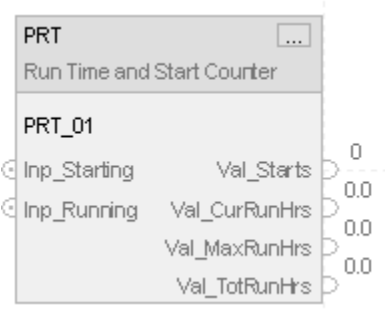 PRT ...
Run Time and Start Counter
PRT_01
Inp_Starting Val_Starts 0
Inp_Running Val_CurRunHrs 0.0
Val_MaxRunHrs 0.0
Val_TotRunHrs 0.0